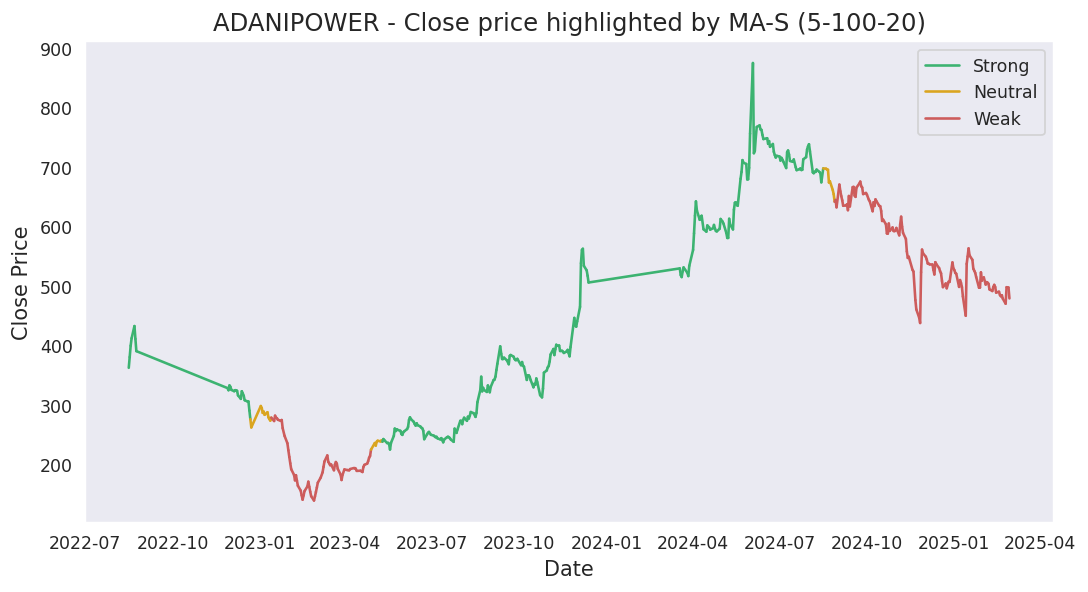 ADANIPOWER - Close price highlighted by MA-S (5-100-20)
900
800
700
600
500
400
300
200
Close Price
Strong
Neutral
Weak
2022-07 2022-10 2023-01 2023-04 2023-07 2023-10 2024-01 2024-04 2024-07 2024-10 2025-01 2025-04
Date